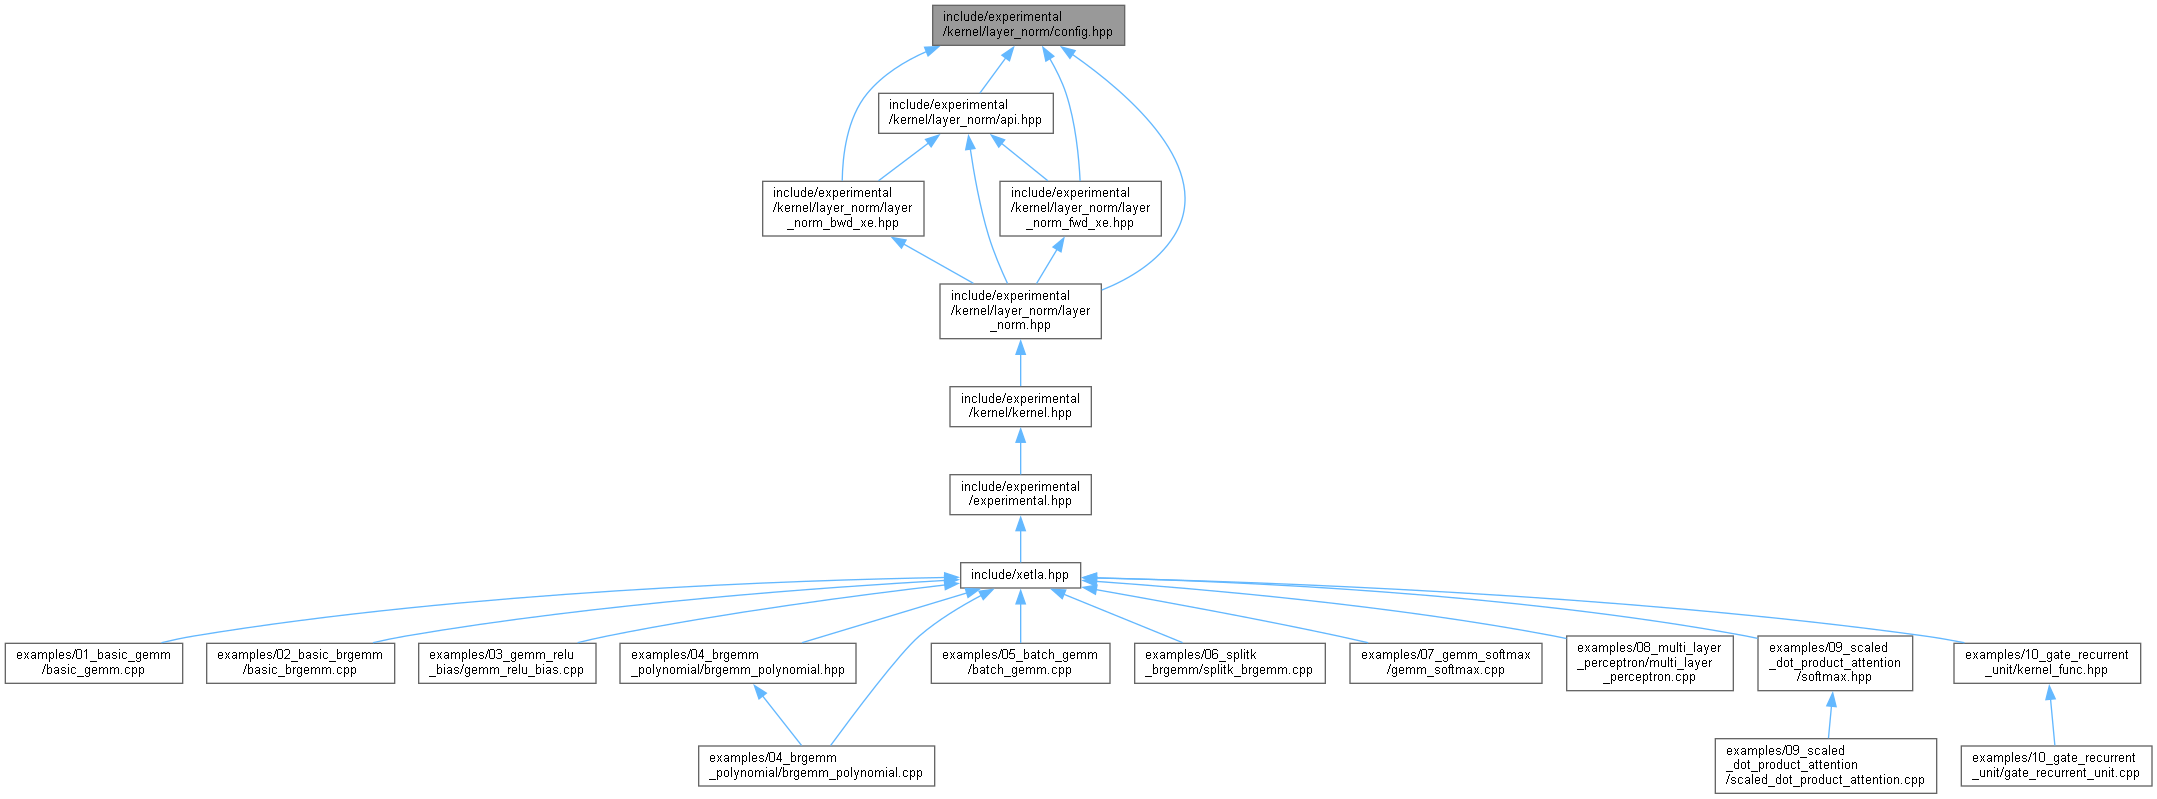 include/experimental
/kernel/layer_norm/config.hpp
include/experimental
/kernel/layer_norm/api.hpp
include/experimental
/kernel/layer_norm/layer
_norm_bwd_xe.hpp
include/experimental
/kernel/layer_norm/layer
_norm_fwd_xe.hpp
include/experimental
/kernel/layer_norm/layer
_norm.hpp
include/experimental
/kernel/kernel.hpp
include/experimental
/experimental.hpp
include/xetla.hpp
examples/01_basic_gemm
/basic_gemm.cpp
examples/02_basic_brgemm
/basic_brgemm.cpp
examples/03_gemm_relu
_bias/gemm_relu_bias.cpp
examples/04_brgemm
_polynomial/brgemm_polynomial.hpp
examples/05_batch_gemm
/batch_gemm.cpp
examples/06_splitk
_brgemm/splitk_brgemm.cpp
examples/07_gemm_softmax
/gemm_softmax.cpp
examples/08_multi_layer
_perceptron/multi_layer
_perceptron.cpp
examples/09_scaled
_dot_product_attention
/softmax.hpp
examples/10_gate_recurrent
_unit/kernel_func.hpp
examples/04_brgemm
_polynomial/brgemm_polynomial.cpp
examples/09_scaled
_dot_product_attention
/scaled_dot_product_attention.cpp
examples/10_gate_recurrent
_unit/gate_recurrent_unit.cpp